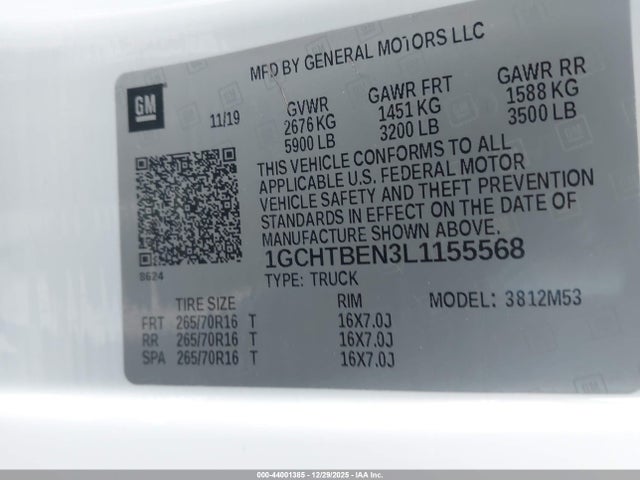 MFD BY GENERAL MOTORS LLC
GM
11/19
GVWR GAWR FRT GAWR RR
2676 KG 1451 KG 1588 KG
5900 LB 3200 LB 3500 LB
THIS VEHICLE CONFORMS TO ALL
APPLICABLE U.S. FEDERAL MOTOR
VEHICLE SAFETY AND THEFT PREVENTION
STANDARDS IN EFFECT ON THE DATE OF
MANUFACTURE SHOWN ABOVE.
1GCHTBEN3L1155568
8624
TYPE: TRUCK
MODEL: 3812M53
TIRE SIZE RIM
FRT 265/70R16 T 16X7.0J
RR 265/70R16 T 16X7.0J
SPA 265/70R16 T 16X7.0J
000-44001365 - 12/29/2025 - IAA, Inc.